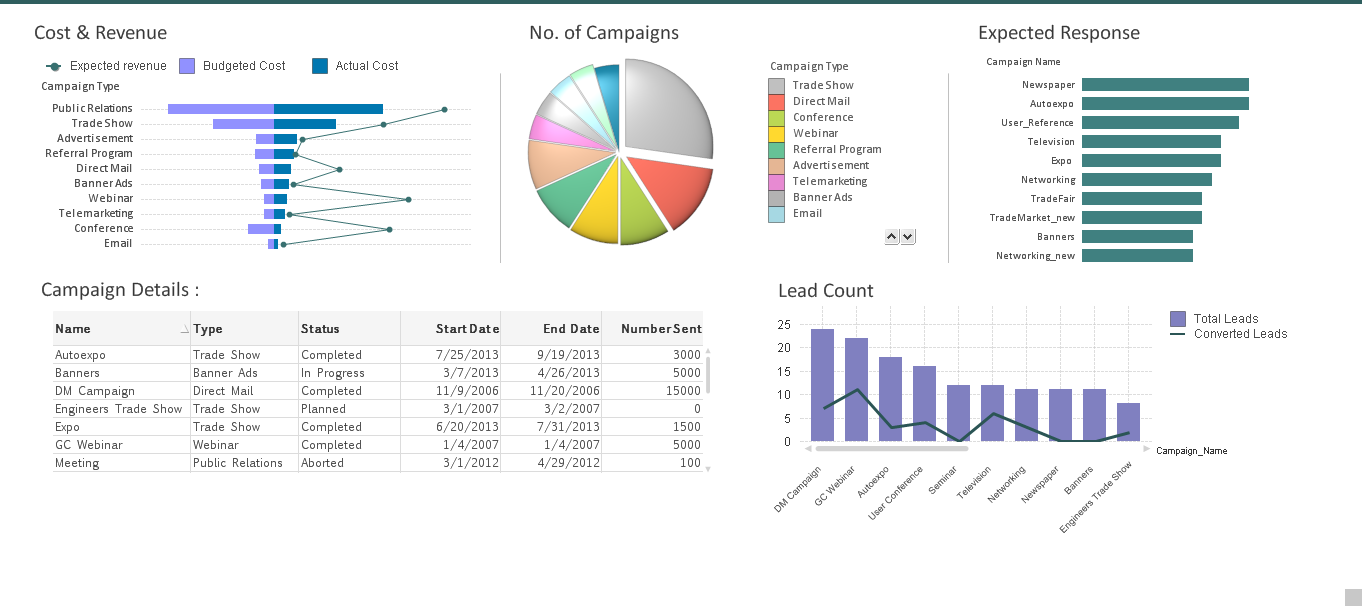 Cost & Revenue
Expected revenue Budgeted Cost Actual Cost
Campaign Type
Public Relations
Trade Show
Advertisement
Referral Program
Direct Mail
Banner Ads
Webinar
Telemarketing
Conference
Email
No. of Campaigns
Campaign Type
Trade Show
Direct Mail
Conference
Webinar
Referral Program
Advertisement
Telemarketing
Banner Ads
Email
Expected Response
Campaign Name
Newspaper
Autoexpo
User_Reference
Television
Expo
Networking
TradeFair
TradeMarket_new
Banners
Networking_new
Campaign Details :
Name Type Status Start Date End Date Number Sent
Autoexpo Trade Show Completed 7/25/2013 9/19/2013 3000
Banners Banner Ads In Progress 3/7/2013 4/26/2013 5000
DM Campaign Direct Mail Completed 11/9/2006 11/20/2006 15000
Engineers Trade Show Trade Show Planned 3/1/2007 3/2/2007 0
Expo Trade Show Completed 6/20/2013 7/31/2013 1500
GC Webinar Webinar Completed 1/4/2007 1/4/2007 5000
Meeting Public Relations Aborted 3/1/2012 4/29/2012 100
Lead Count
Total Leads
Converted Leads
25
20
15
10
5
0
Campaign_Name
DM Campaign
GC Webinar
Autoexpo
User Conference
Seminar
Television
Networking
Newspaper
Banners
Engineers Trade Show